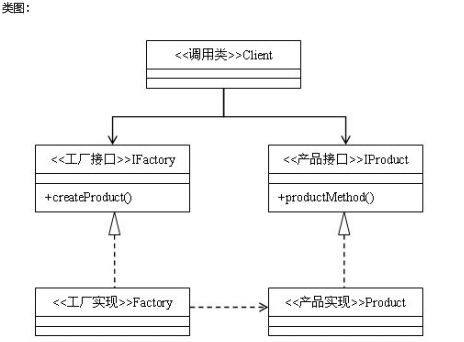 类图：
<<调用类>>Client
<<工厂接口>>IFactory
<<产品接口>>IProduct
+createProduct()
+productMethod()
<<工厂实现>>Factory
<<产品实现>>Product